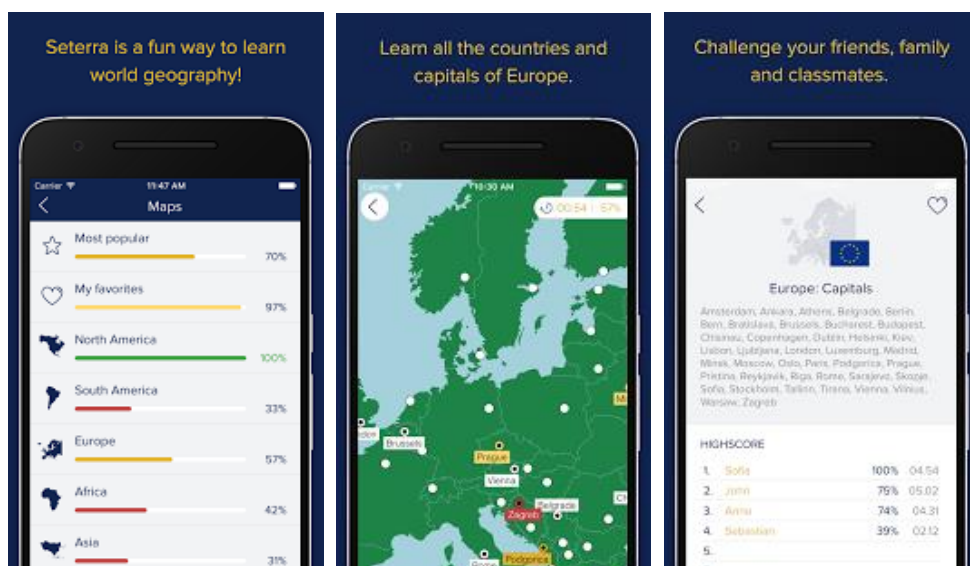 Seterra is a fun way to learn
world geography!
Carrier
11:47 AM
Maps
Most popular
70%
My favorites
97%
North America
100%
South America
33%
Europe
57%
Africa
42%
Asia
31%
Learn all the countries and
capitals of Europe.
Carrier
10:30 AM
00:54 | 57%
Brussels
Prague
Vienna
Belgrade
Zagreb
Rome
Podgorica
Challenge your friends, family
and classmates.
Europe: Capitals
Amsterdam, Ankara, Athens, Belgrade, Berlin,
Bern, Bratislava, Brussels, Bucharest, Budapest,
Chisinau, Copenhagen, Dublin, Helsinki, Kiev,
Lisbon, Ljubljana, London, Luxemburg, Madrid,
Minsk, Moscow, Oslo, Paris, Podgorica, Prague,
Pristina, Reykjavik, Riga, Rome, Sarajevo, Skopje,
Sofia, Stockholm, Tallinn, Tirana, Vienna, Vilnius,
Warsaw, Zagreb
HIGHSCORE
1. Sofia 100% 04.54
2. John 75% 05.02
3. Anna 74% 04.31
4. Sebastian 39% 02.12
5.